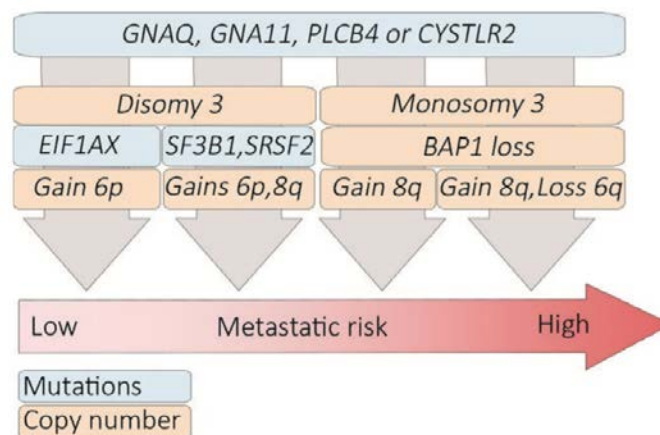 GNAQ, GNA11, PLCB4 or CYSTLR2
Disomy 3 Monosomy 3
EIF1AX SF3B1,SRSF2 BAP1 loss
Gain 6p Gains 6p,8q Gain 8q Gain 8q,Loss 6q
Low Metastatic risk High
Mutations
Copy number